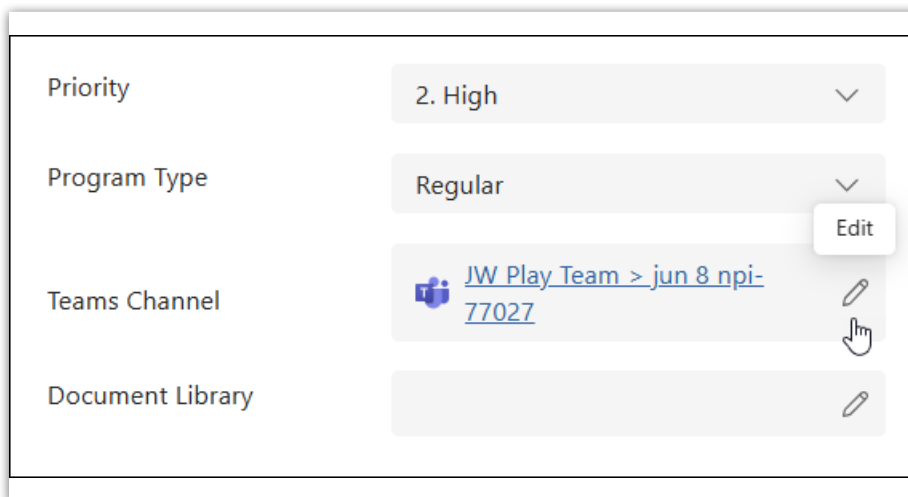 Priority
2. High
Program Type
Regular
Edit
Teams Channel
JW Play Team > jun 8 npi-
77027
Document Library